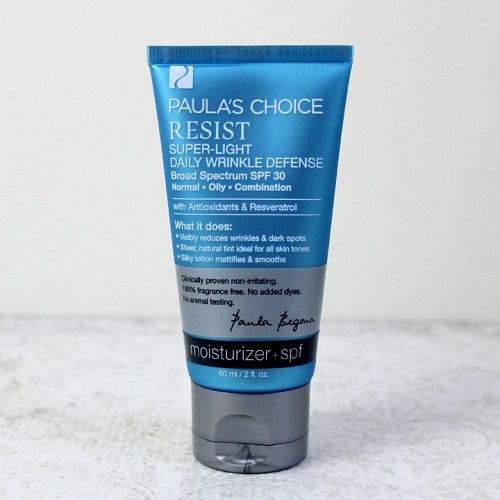 PAULA'S CHOICE
RESIST
SUPER-LIGHT
DAILY WRINKLE DEFENSE
Broad Spectrum SPF 30
Normal • Oily • Combination
with Antioxidants & Resveratrol
What it does:
• Visibly reduces wrinkles & dark spots
• Sheer, natural tint ideal for all skin tones
• Silky lotion mattifies & smooths
Clinically proven non-irritating.
100% fragrance free. No added dyes.
No animal testing.
Paula Begoun
moisturizer + spf
60 ml / 2 fl. oz.